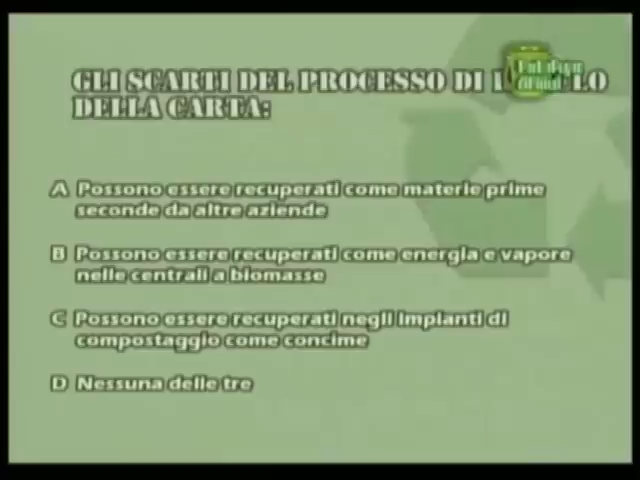 GLI SCARTI DEL PROCESSO DI
DELLA CARTA:
A Possono essere recuperati come materie prime
seconde da altre aziende
B Possono essere recuperati come energia e vapore
nelle centrali a biomasse
C Possono essere recuperati negli impianti di
compostaggio come concime
D Nessuna delle tre